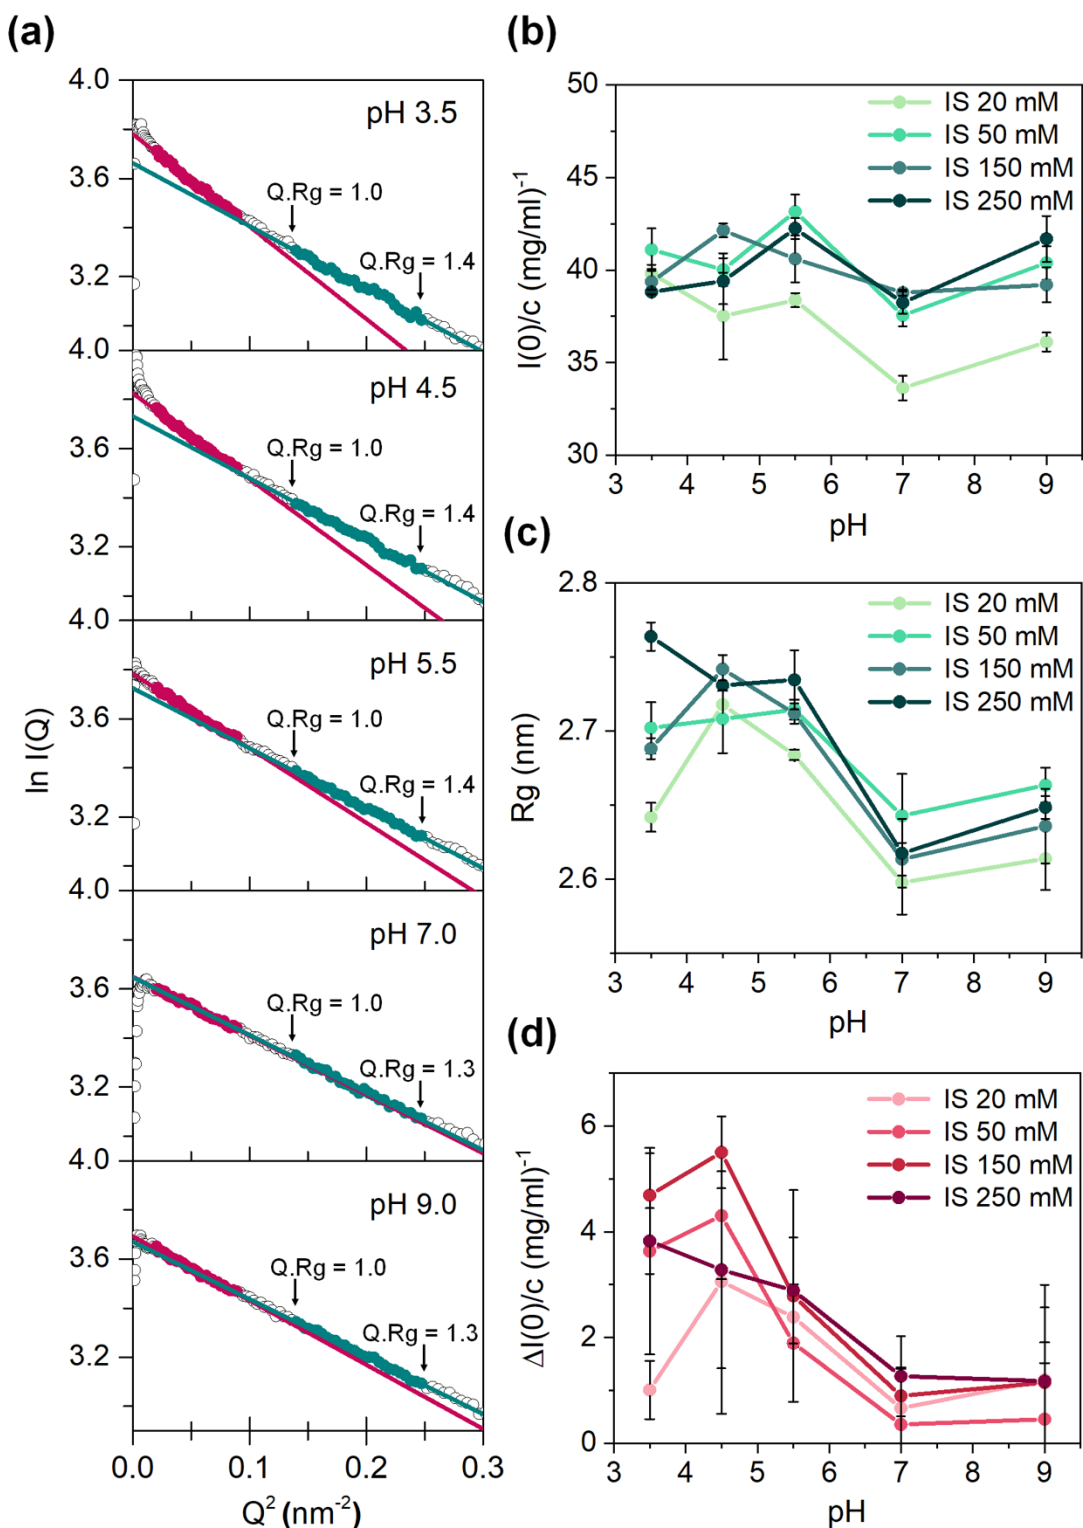 (a)
ln I(Q)
4.0
3.6
3.2
pH 3.5
Q.Rg = 1.0
Q.Rg = 1.4
4.0
3.6
3.2
pH 4.5
Q.Rg = 1.0
Q.Rg = 1.4
4.0
3.6
3.2
pH 5.5
Q.Rg = 1.0
Q.Rg = 1.4
4.0
3.6
3.2
pH 7.0
Q.Rg = 1.0
Q.Rg = 1.3
4.0
3.6
3.2
pH 9.0
Q.Rg = 1.0
Q.Rg = 1.3
0.0 0.1 0.2 0.3
Q² (nm⁻²)
(b)
I(0)/c (mg/ml)⁻¹
50
45
40
35
30
IS 20 mM
IS 50 mM
IS 150 mM
IS 250 mM
3 4 5 6 7 8 9
pH
(c)
Rg (nm)
2.8
2.7
2.6
IS 20 mM
IS 50 mM
IS 150 mM
IS 250 mM
3 4 5 6 7 8 9
pH
(d)
ΔI(0)/c (mg/ml)⁻¹
6
4
2
0
IS 20 mM
IS 50 mM
IS 150 mM
IS 250 mM
3 4 5 6 7 8 9
pH